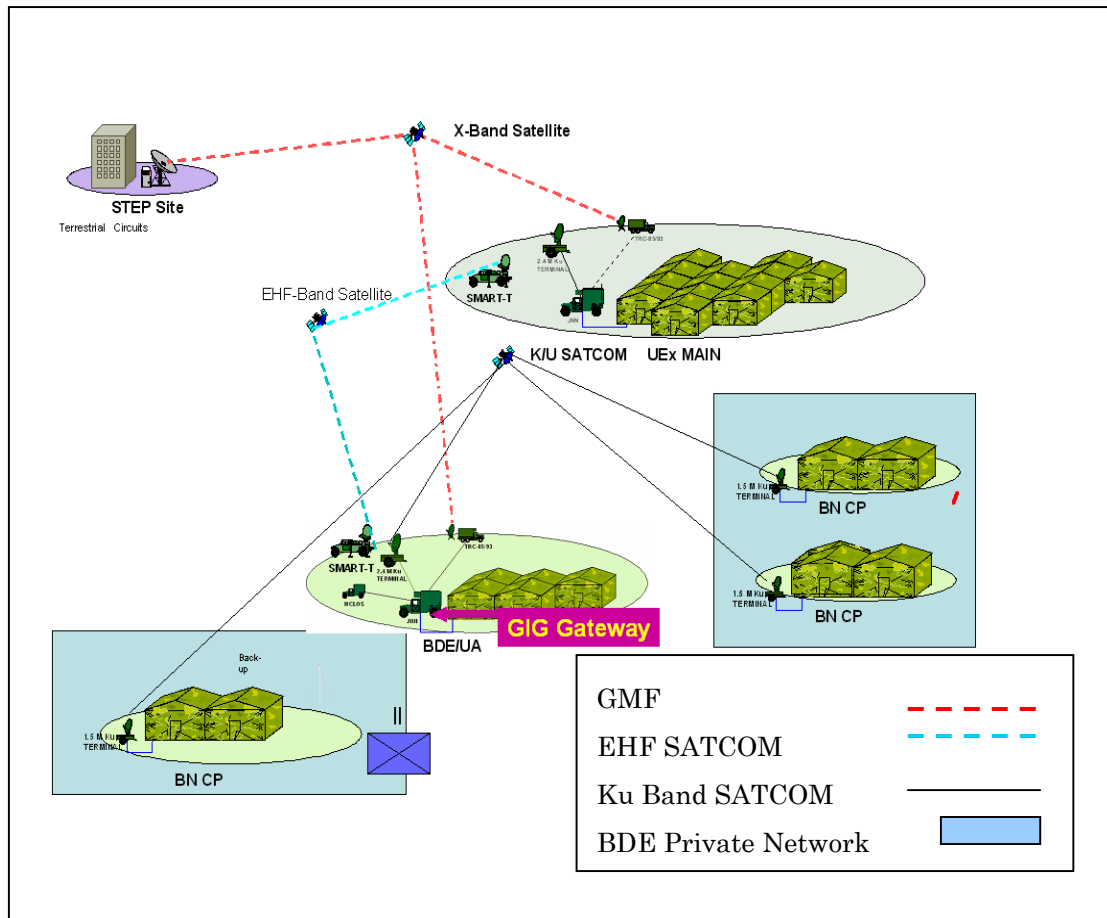 X-Band Satellite
STEP Site
Terrestrial Circuits
TRC-85/93
2.4 M Ku
TERMINAL
EHF-Band Satellite
SMART-T
JNN
K/U SATCOM UEx MAIN
1.5 M Ku
TERMINAL
BN CP
TRC-85/93
SMART-T
2.4 M Ku
TERMINAL
HCLOS
JNN
GIG Gateway
BDE/UA
1.5 M Ku
TERMINAL
BN CP
Back-
up
II
1.5 M Ku
TERMINAL
BN CP
GMF
EHF SATCOM
Ku Band SATCOM
BDE Private Network